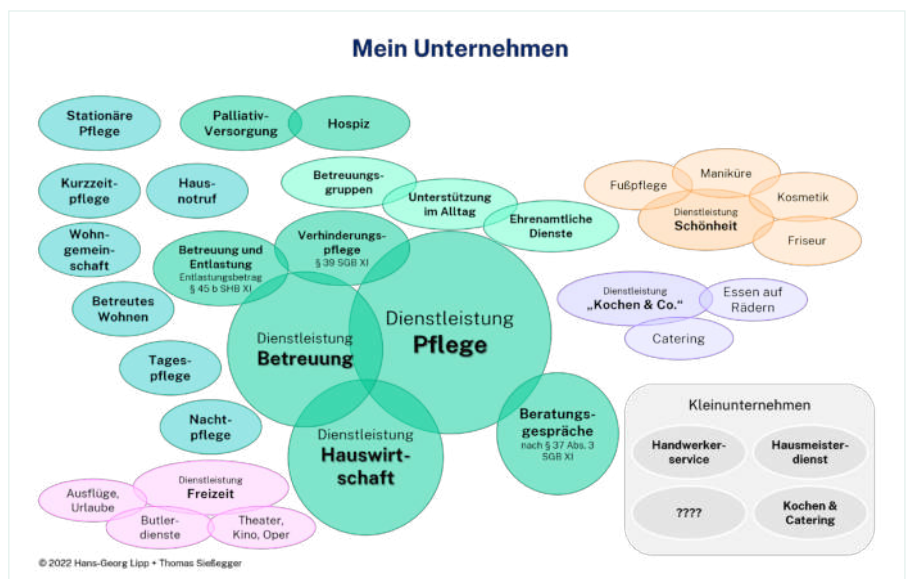 Mein Unternehmen
Stationäre
Pflege
Palliativ-
Versorgung
Hospiz
Kurzzeit-
pflege
Haus-
notruf
Betreuungs-
gruppen
Unterstützung
im Alltag
Ehrenamtliche
Dienste
Wohn-
gemein-
schaft
Betreuung und
Entlastung
Entlastungsbetrag
§ 45 b SHB XI
Verhinderungs-
pflege
§ 39 SGB XI
Betreutes
Wohnen
Tages-
pflege
Nacht-
pflege
Dienstleistung
Betreuung
Dienstleistung
Pflege
Dienstleistung
Hauswirt-
schaft
Beratungs-
gespräche
nach § 37 Abs. 3
SGB XI
Fußpflege
Maniküre
Kosmetik
Dienstleistung
Schönheit
Friseur
Dienstleistung
„Kochen & Co.“
Essen auf
Rädern
Catering
Kleinunternehmen
Handwerker-
service
Hausmeister-
dienst
????
Kochen &
Catering
Dienstleistung
Freizeit
Ausflüge,
Urlaube
Butler-
dienste
Theater,
Kino, Oper
© 2022 Hans-Georg Lipp + Thomas Sießegger